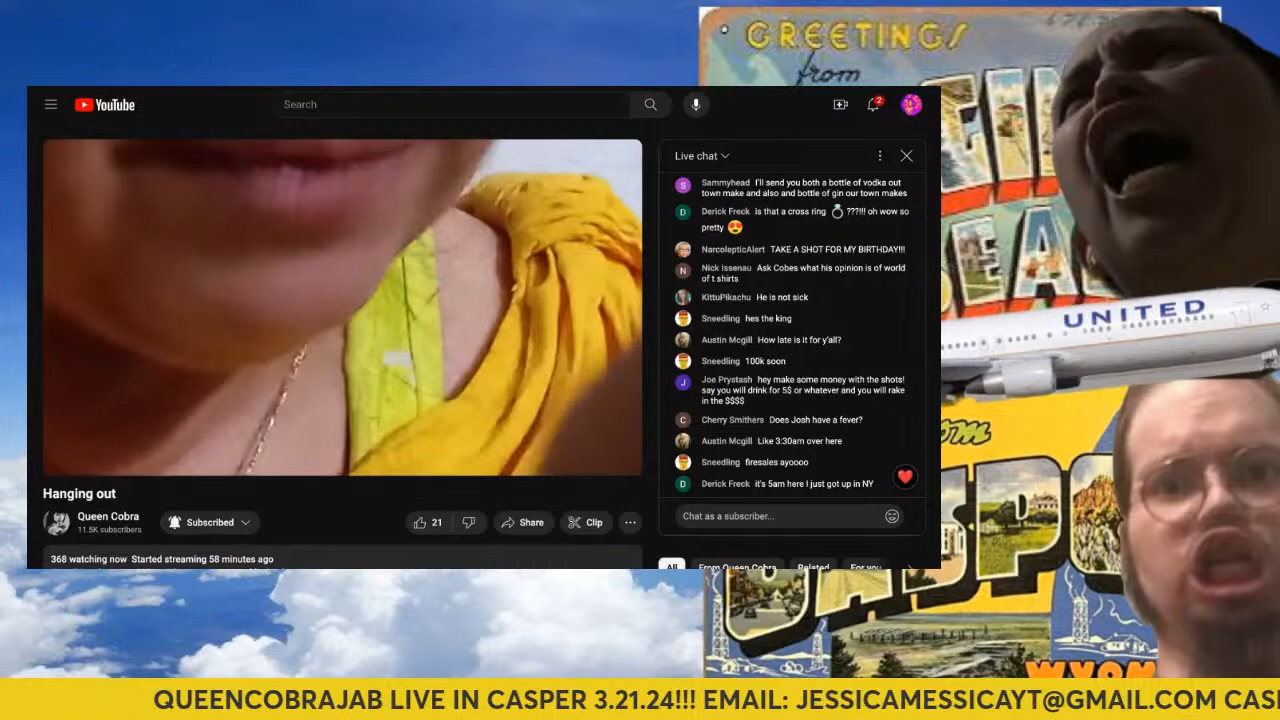 GREETINGS
from
YouTube
Search
2
Live chat
Sammyhead I'll send you both a bottle of vodka out
town make and also and bottle of gin our town makes
Derick Freck is that a cross ring 💍 ???!!! oh wow so
pretty 😍
NarcolepticAlert TAKE A SHOT FOR MY BIRTHDAY!!!
Nick Issenau Ask Cobes what his opinion is of world
of t shirts
KittuPikachu He is not sick
Sneedling hes the king
Austin Mcgill How late is it for y'all?
Sneedling 100k soon
Joe Prystash hey make some money with the shots!
say you will drink for 5$ or whatever and you will rake
in the $$$$
Cherry Smithers Does Josh have a fever?
Austin Mcgill Like 3:30am over here
Sneedling firesales ayoooo
Derick Freck it's 5am here I just got up in NY
Chat as a subscriber...
Hanging out
Queen Cobra
11.5K subscribers
Subscribed
21
Share
Clip
368 watching now Started streaming 58 minutes ago
All From Queen Cobra Related For you
UNITED
om
CASP
WYOM
QUEENCOBRAJAB LIVE IN CASPER 3.21.24!!! EMAIL: JESSICAMESSICAYT@GMAIL.COM CAS